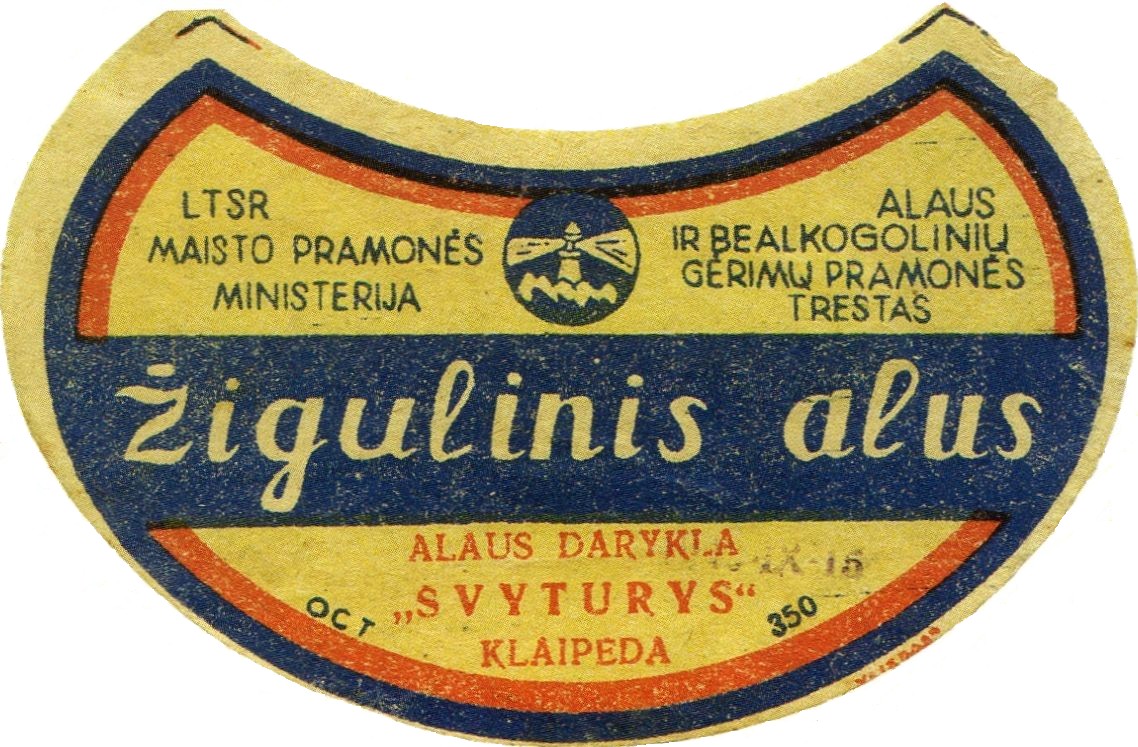 LTSR
MAISTO PRAMONĖS
MINISTERIJA
ALAUS
IR BEALKOGOLINIŲ
GĖRIMŲ PRAMONĖS
TRESTAS
Žigulinis alus
ALAUS DARYKLA
„SVYTURYS“
KLAIPEDA
OCT 350